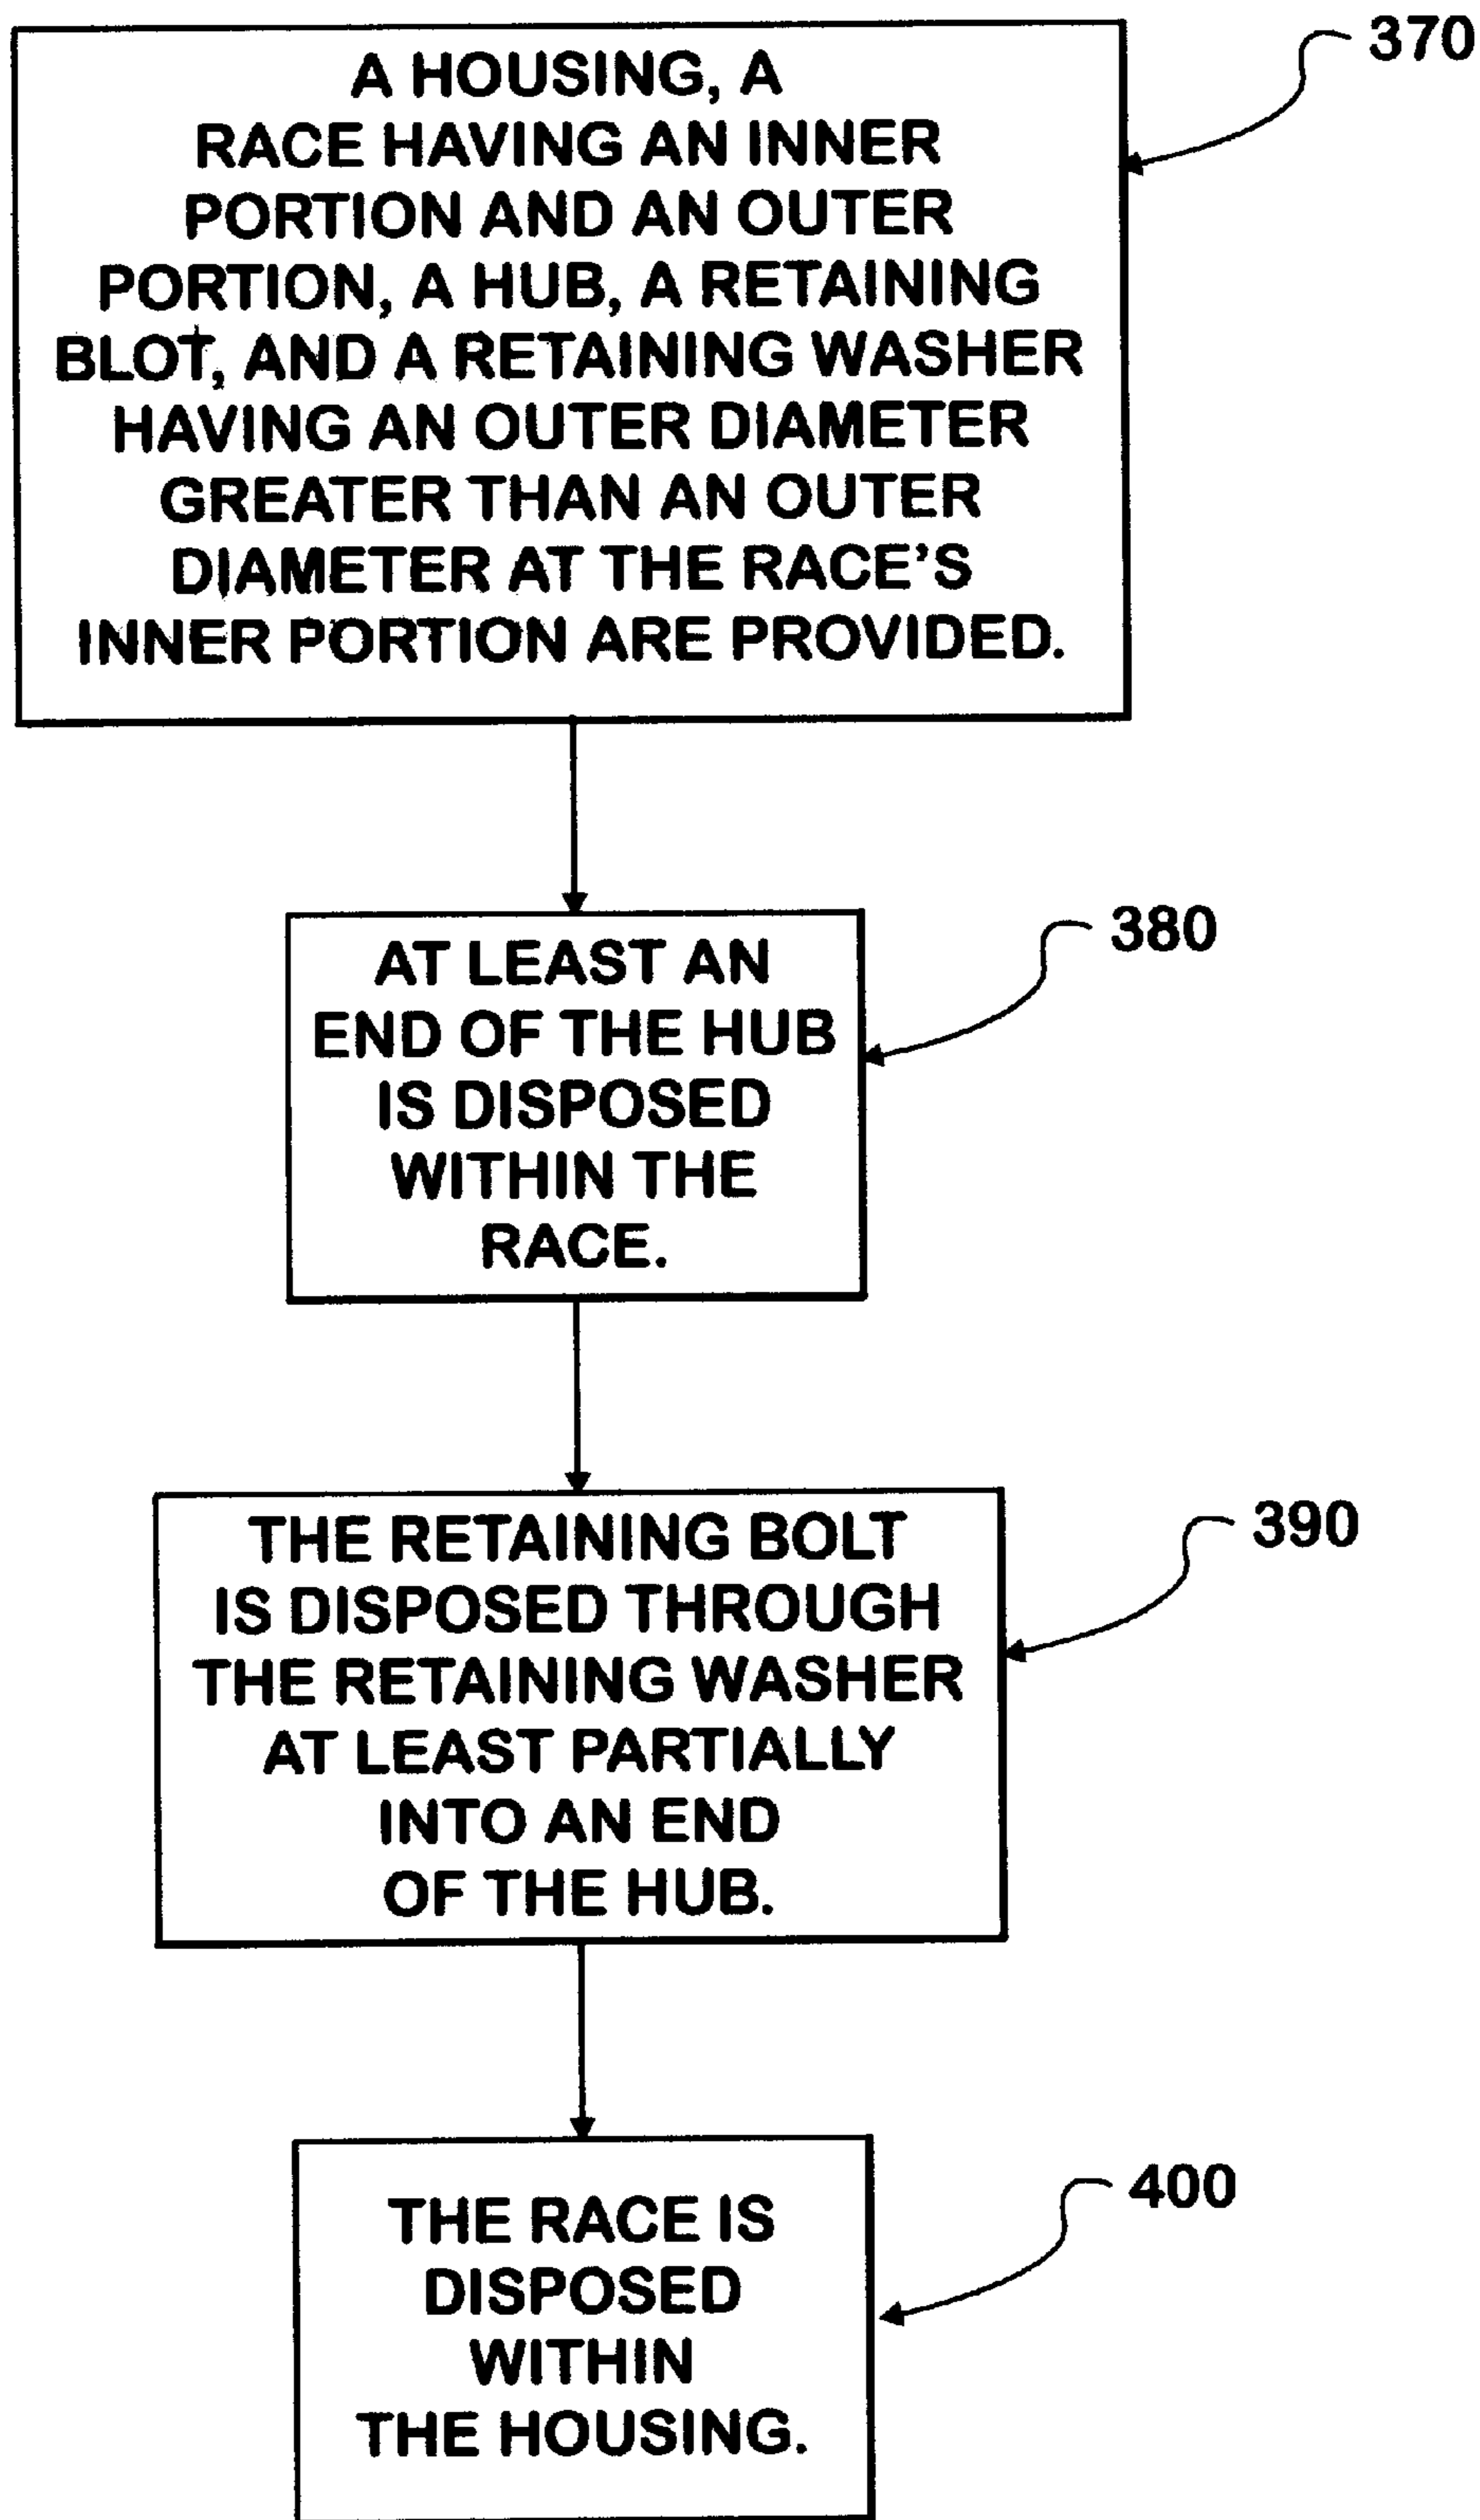 370
A HOUSING, A
RACE HAVING AN INNER
PORTION AND AN OUTER
PORTION, A HUB, A RETAINING
BLOT, AND A RETAINING WASHER
HAVING AN OUTER DIAMETER
GREATER THAN AN OUTER
DIAMETER AT THE RACE'S
INNER PORTION ARE PROVIDED.
380
AT LEAST AN
END OF THE HUB
IS DISPOSED
WITHIN THE
RACE.
390
THE RETAINING BOLT
IS DISPOSED THROUGH
THE RETAINING WASHER
AT LEAST PARTIALLY
INTO AN END
OF THE HUB.
400
THE RACE IS
DISPOSED
WITHIN
THE HOUSING.